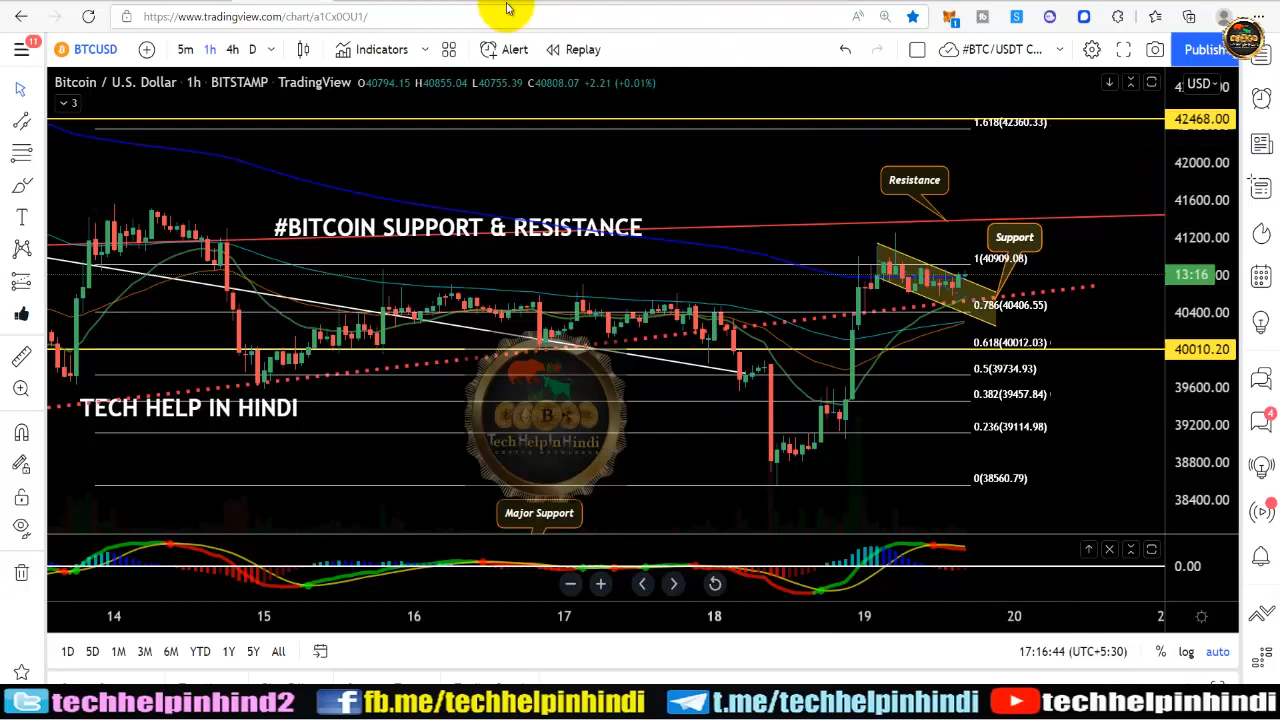 https://www.tradingview.com/chart/a1Cx0OU1/
11
BTCUSD
5m 1h 4h D
Indicators
Alert
Replay
#BTC/USDT C...
Publish
Bitcoin / U.S. Dollar · 1h · BITSTAMP · TradingView O40794.15 H40855.04 L40755.39 C40808.07 +2.21 (+0.01%)
3
USD
42468.00
1.618(42360.33)
42000.00
Resistance
41600.00
#BITCOIN SUPPORT & RESISTANCE
Support
41200.00
1(40909.08)
13:16
0.786(40406.55)
40400.00
0.618(40012.03)
40010.20
0.5(39734.93)
39600.00
0.382(39457.84)
TECH HELP IN HINDI
0.236(39114.98)
39200.00
TechHelpInHindi
38800.00
0(38560.79)
38400.00
Major Support
0.00
14 15 16 17 18 19 20 2
1D 5D 1M 3M 6M YTD 1Y 5Y All
17:16:44 (UTC+5:30)
% log auto
4
techhelpinhindi2 fb.me/techhelpinhindi t.me/techhelpinhindi techhelpinhindi